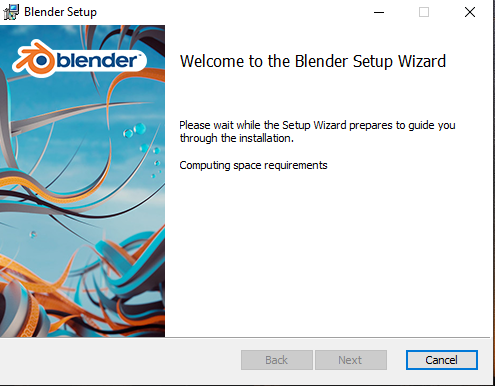 Blender Setup
blender™
Welcome to the Blender Setup Wizard
Please wait while the Setup Wizard prepares to guide you
through the installation.
Computing space requirements
Back
Next
Cancel